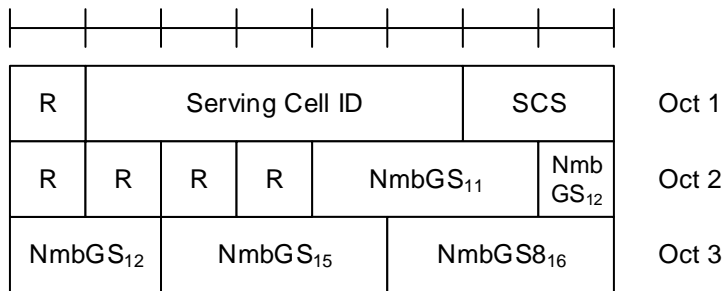 R Serving Cell ID SCS Oct 1
R R R R NmbGS₁₁ Nmb GS₁₂ Oct 2
NmbGS₁₂ NmbGS₁₅ NmbGS8₁₆ Oct 3